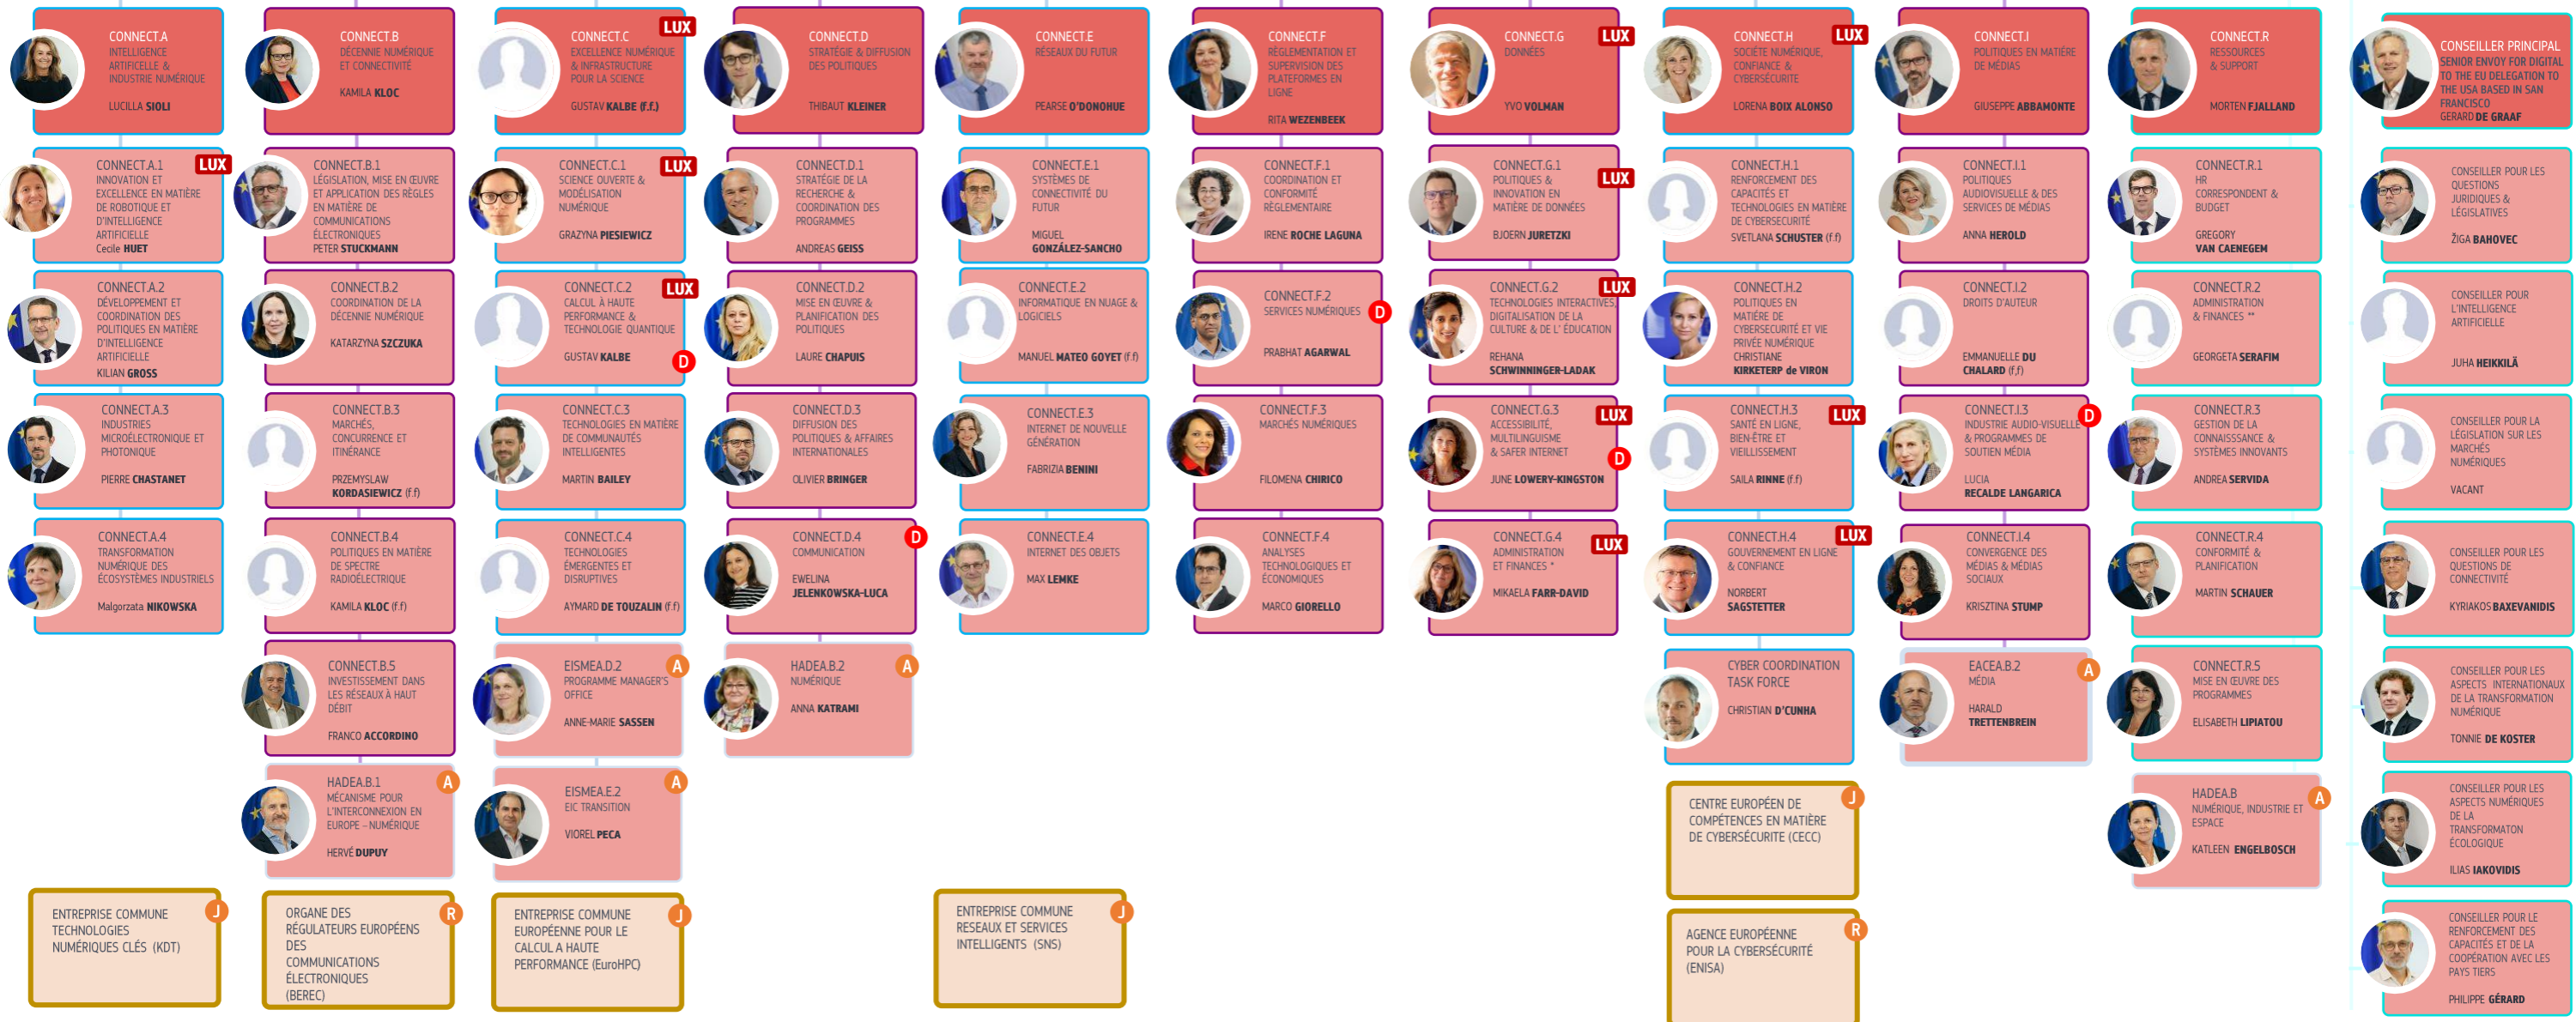 CONNECT.A
INTELLIGENCE
ARTIFICELLE &
INDUSTRIE NUMÉRIQUE
LUCILLA SIOLI
CONNECT.A.1
LUX
INNOVATION ET
EXCELLENCE EN MATIÈRE
DE ROBOTIQUE ET
D'INTELLIGENCE
ARTIFICIELLE
Cecile HUET
CONNECT.A.2
DÉVELOPPEMENT ET
COORDINATION DES
POLITIQUES EN MATIÈRE
D'INTELLIGENCE
ARTIFICIELLE
KILIAN GROSS
CONNECT.A.3
INDUSTRIES
MICROÉLECTRONIQUE ET
PHOTONIQUE
PIERRE CHASTANET
CONNECT.A.4
TRANSFORMATION
NUMÉRIQUE DES
ÉCOSYSTÈMES INDUSTRIELS
Malgorzata NIKOWSKA
ENTREPRISE COMMUNE
TECHNOLOGIES
NUMÉRIQUES CLÉS (KDT)
J
CONNECT.B
DÉCENNIE NUMÉRIQUE
ET CONNECTIVITÉ
KAMILA KLOC
CONNECT.B.1
LÉGISLATION, MISE EN ŒUVRE
ET APPLICATION DES RÈGLES
EN MATIÈRE DE
COMMUNICATIONS
ÉLECTRONIQUES
PETER STUCKMANN
CONNECT.B.2
COORDINATION DE LA
DÉCENNIE NUMÉRIQUE
KATARZYNA SZCZUKA
CONNECT.B.3
MARCHÉS,
CONCURRENCE ET
ITINÉRANCE
PRZEMYSLAW
KORDASIEWICZ (f.f)
CONNECT.B.4
POLITIQUES EN MATIÈRE
DE SPECTRE
RADIOÉLECTRIQUE
KAMILA KLOC (f.f)
CONNECT.B.5
INVESTISSEMENT DANS
LES RÉSEAUX À HAUT
DÉBIT
FRANCO ACCORDINO
HADEA.B.1
A
MÉCANISME POUR
L'INTERCONNEXION EN
EUROPE – NUMÉRIQUE
HERVÉ DUPUY
ORGANE DES
RÉGULATEURS EUROPÉENS
DES
COMMUNICATIONS
ÉLECTRONIQUES
(BEREC)
R
CONNECT.C
LUX
EXCELLENCE NUMÉRIQUE
& INFRASTRUCTURE
POUR LA SCIENCE
GUSTAV KALBE (f.f.)
CONNECT.C.1
LUX
SCIENCE OUVERTE &
MODÉLISATION
NUMÉRIQUE
GRAZYNA PIESIEWICZ
CONNECT.C.2
LUX
CALCUL À HAUTE
PERFORMANCE &
TECHNOLOGIE QUANTIQUE
GUSTAV KALBE
D
CONNECT.C.3
TECHNOLOGIES EN MATIÈRE
DE COMMUNAUTÉS
INTELLIGENTES
MARTIN BAILEY
CONNECT.C.4
TECHNOLOGIES
ÉMERGENTES ET
DISRUPTIVES
AYMARD DE TOUZALIN (f.f)
EISMEA.D.2
A
PROGRAMME MANAGER'S
OFFICE
ANNE-MARIE SASSEN
EISMEA.E.2
A
EIC TRANSITION
VIOREL PECA
ENTREPRISE COMMUNE
EUROPÉENNE POUR LE
CALCUL A HAUTE
PERFORMANCE (EuroHPC)
J
CONNECT.D
STRATÉGIE & DIFFUSION
DES POLITIQUES
THIBAUT KLEINER
CONNECT.D.1
STRATÉGIE DE LA
RECHERCHE &
COORDINATION DES
PROGRAMMES
ANDREAS GEISS
CONNECT.D.2
MISE EN ŒUVRE &
PLANIFICATION DES
POLITIQUES
LAURE CHAPUIS
CONNECT.D.3
DIFFUSION DES
POLITIQUES & AFFAIRES
INTERNATIONALES
OLIVIER BRINGER
CONNECT.D.4
D
COMMUNICATION
EWELINA
JELENKOWSKA-LUCA
HADEA.B.2
A
NUMÉRIQUE
ANNA KATRAMI
CONNECT.E
RÉSEAUX DU FUTUR
PEARSE O'DONOHUE
CONNECT.E.1
SYSTÈMES DE
CONNECTIVITÉ DU
FUTUR
MIGUEL
GONZÁLEZ-SANCHO
CONNECT.E.2
INFORMATIQUE EN NUAGE &
LOGICIELS
MANUEL MATEO GOYET (f.f)
CONNECT.E.3
INTERNET DE NOUVELLE
GÉNÉRATION
FABRIZIA BENINI
CONNECT.E.4
INTERNET DES OBJETS
MAX LEMKE
ENTREPRISE COMMUNE
RESEAUX ET SERVICES
INTELLIGENTS (SNS)
J
CONNECT.F
RÈGLEMENTATION ET
SUPERVISION DES
PLATEFORMES EN
LIGNE
RITA WEZENBEEK
CONNECT.F.1
COORDINATION ET
CONFORMITÉ
RÈGLEMENTAIRE
IRENE ROCHE LAGUNA
CONNECT.F.2
SERVICES NUMÉRIQUES
D
PRABHAT AGARWAL
CONNECT.F.3
MARCHÉS NUMÉRIQUES
FILOMENA CHIRICO
CONNECT.F.4
ANALYSES
TECHNOLOGIQUES ET
ÉCONOMIQUES
MARCO GIORELLO
CONNECT.G
LUX
DONNÉES
YVO VOLMAN
CONNECT.G.1
LUX
POLITIQUES &
INNOVATION EN
MATIÈRE DE DONNÉES
BJOERN JURETZKI
CONNECT.G.2
LUX
TECHNOLOGIES INTERACTIVES,
DIGITALISATION DE LA
CULTURE & DE L' ÉDUCATION
REHANA
SCHWINNINGER-LADAK
CONNECT.G.3
LUX
ACCESSIBILITÉ,
MULTILINGUISME
& SAFER INTERNET
D
JUNE LOWERY-KINGSTON
CONNECT.G.4
LUX
ADMINISTRATION
ET FINANCES *
MIKAELA FARR-DAVID
CONNECT.H
LUX
SOCIÉTE NUMÉRIQUE,
CONFIANCE &
CYBERSÉCURITE
LORENA BOIX ALONSO
CONNECT.H.1
RENFORCEMENT DES
CAPACITÉS ET
TECHNOLOGIES EN MATIÈRE
DE CYBERSECURITÉ
SVETLANA SCHUSTER (f.f)
CONNECT.H.2
POLITIQUES EN
MATIÈRE DE
CYBERSECURITÉ ET VIE
PRIVÉE NUMÉRIQUE
CHRISTIANE
KIRKETERP de VIRON
CONNECT.H.3
LUX
SANTÉ EN LIGNE,
BIEN-ÊTRE ET
VIEILLISSEMENT
SAILA RINNE (f.f)
CONNECT.H.4
LUX
GOUVERNEMENT EN LIGNE
& CONFIANCE
NORBERT
SAGSTETTER
CYBER COORDINATION
TASK FORCE
CHRISTIAN D'CUNHA
CENTRE EUROPÉEN DE
COMPÉTENCES EN MATIÈRE
DE CYBERSÉCURITE (CECC)
J
AGENCE EUROPÉENNE
POUR LA CYBERSÉCURITÉ
(ENISA)
R
CONNECT.I
POLITIQUES EN MATIÈRE
DE MÉDIAS
GIUSEPPE ABBAMONTE
CONNECT.I.1
POLITIQUES
AUDIOVISUELLE & DES
SERVICES DE MÉDIAS
ANNA HEROLD
CONNECT.I.2
DROITS D'AUTEUR
EMMANUELLE DU
CHALARD (f,f)
CONNECT.I.3
D
INDUSTRIE AUDIO-VISUELLE
& PROGRAMMES DE
SOUTIEN MÉDIA
LUCIA
RECALDE LANGARICA
CONNECT.I.4
CONVERGENCE DES
MÉDIAS & MÉDIAS
SOCIAUX
KRISZTINA STUMP
EACEA.B.2
A
MÉDIA
HARALD
TRETTENBREIN
CONNECT.R
RESSOURCES
& SUPPORT
MORTEN FJALLAND
CONNECT.R.1
HR
CORRESPONDENT &
BUDGET
GREGORY
VAN CAENEGEM
CONNECT.R.2
ADMINISTRATION
& FINANCES **
GEORGETA SERAFIM
CONNECT.R.3
GESTION DE LA
CONNAISSSANCE &
SYSTÈMES INNOVANTS
ANDREA SERVIDA
CONNECT.R.4
CONFORMITÉ &
PLANIFICATION
MARTIN SCHAUER
CONNECT.R.5
MISE EN ŒUVRE DES
PROGRAMMES
ELISABETH LIPIATOU
HADEA.B
A
NUMÉRIQUE, INDUSTRIE ET
ESPACE
KATLEEN ENGELBOSCH
CONSEILLER PRINCIPAL
SENIOR ENVOY FOR DIGITAL
TO THE EU DELEGATION TO
THE USA BASED IN SAN
FRANCISCO
GERARD DE GRAAF
CONSEILLER POUR LES
QUESTIONS
JURIDIQUES &
LÉGISLATIVES
ŽIGA BAHOVEC
CONSEILLER POUR
L'INTELLIGENCE
ARTIFICIELLE
JUHA HEIKKILÄ
CONSEILLER POUR LA
LÉGISLATION SUR LES
MARCHÉS
NUMÉRIQUES
VACANT
CONSEILLER POUR LES
QUESTIONS DE
CONNECTIVITÉ
KYRIAKOS BAXEVANIDIS
CONSEILLER POUR LES
ASPECTS INTERNATIONAUX
DE LA TRANSFORMATION
NUMÉRIQUE
TONNIE DE KOSTER
CONSEILLER POUR LES
ASPECTS NUMÉRIQUES
DE LA
TRANSFORMATON
ÉCOLOGIQUE
ILIAS IAKOVIDIS
CONSEILLER POUR LE
RENFORCEMENT DES
CAPACITÉS ET DE LA
COOPÉRATION AVEC LES
PAYS TIERS
PHILIPPE GÉRARD